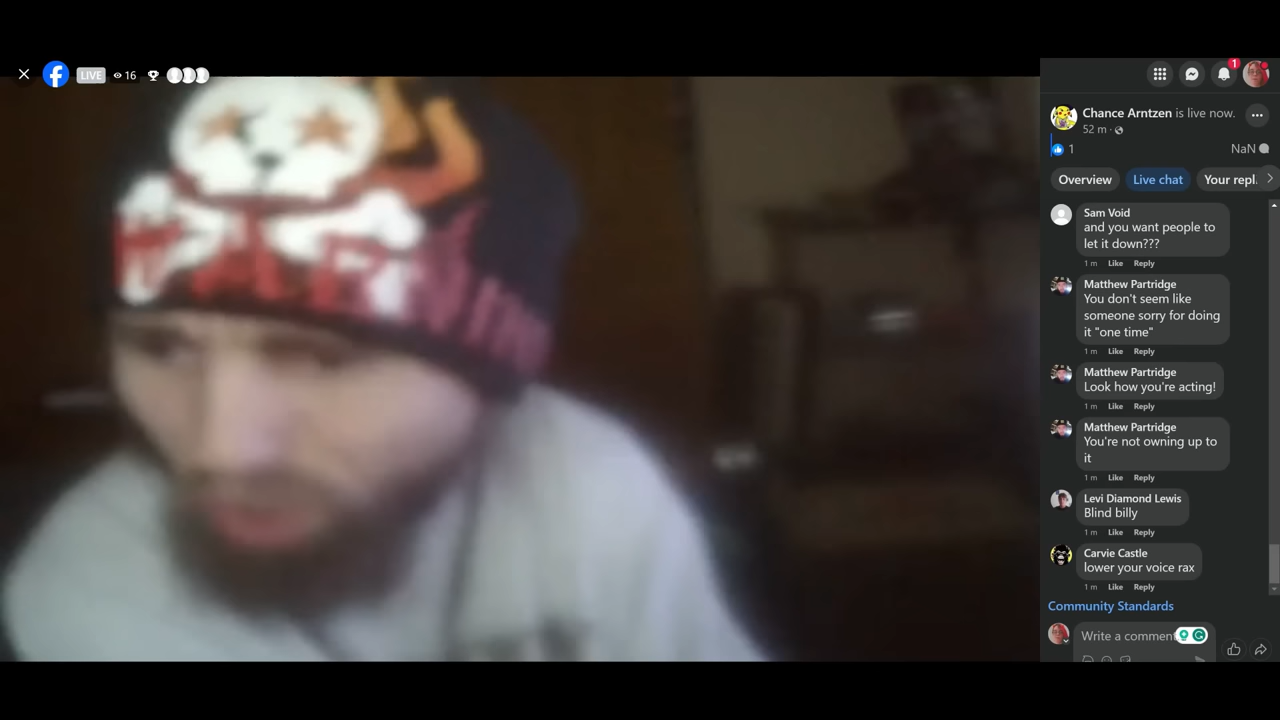 LIVE
16
1
Chance Arntzen is live now.
52 m ·
1
NaN
Overview
Live chat
Your repl.
Sam Void
and you want people to
let it down???
1 m Like Reply
Matthew Partridge
You don't seem like
someone sorry for doing
it "one time"
1 m Like Reply
Matthew Partridge
Look how you're acting!
1 m Like Reply
Matthew Partridge
You're not owning up to
it
1 m Like Reply
Levi Diamond Lewis
Blind billy
1 m Like Reply
Carvie Castle
lower your voice rax
1 m Like Reply
Community Standards
Write a comment